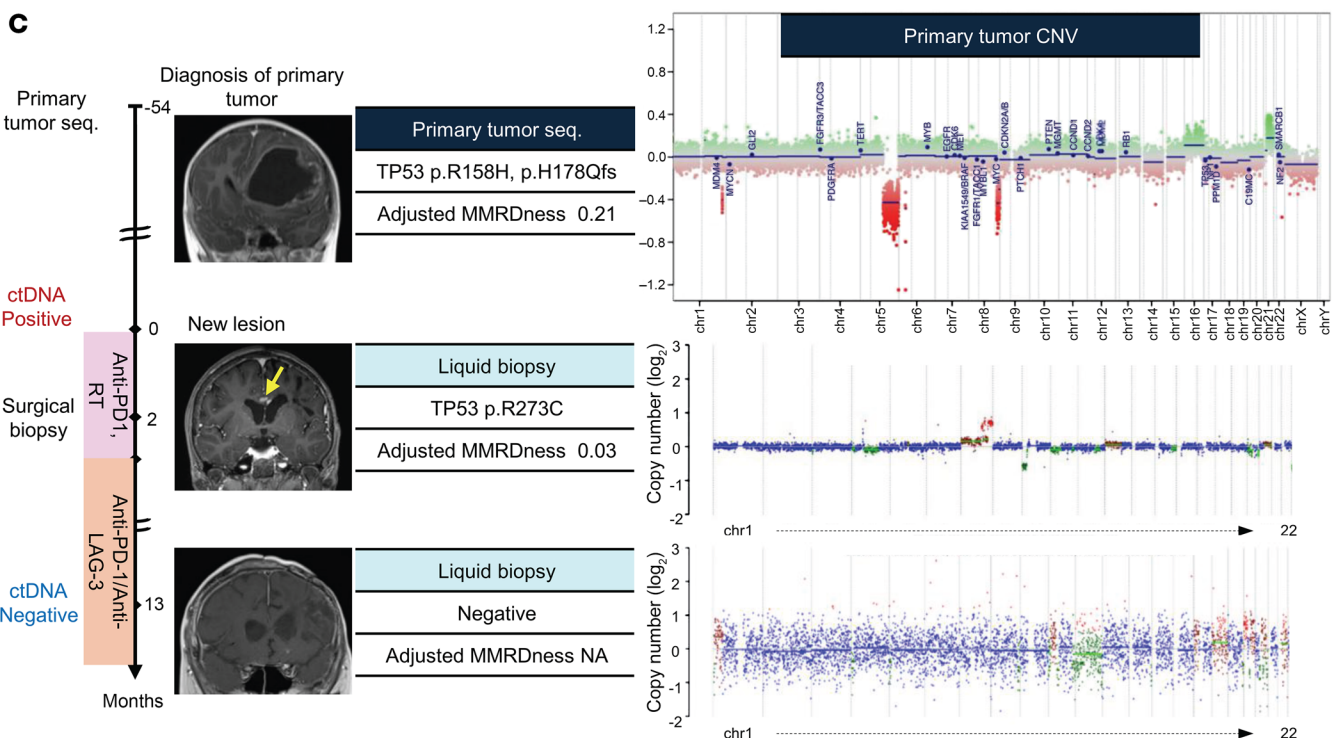 c
Primary
tumor seq.
-54
Diagnosis of primary
tumor
Primary tumor seq.
TP53 p.R158H, p.H178Qfs
Adjusted MMRDness 0.21
Primary tumor CNV
1.2
0.8
0.4
0.0
−0.4
−0.8
−1.2
MDM4
MYCN
GLI2
FGFR3/TACC3
PDGFRA
TERT
MYB
EGFR
CDK6
MET
KIAA1549/BRAF
FGFR1/TACC1
MYBL1
MYC
CDKN2A/B
PTCH1
PTEN
MGMT
CCND1
CCND2
RB1
TP53
PPM1D
C19MC
SMARCB1
NF2
chr1
chr2
chr3
chr4
chr5
chr6
chr7
chr8
chr9
chr10
chr11
chr12
chr13
chr14
chr15
chr16
chr17
chr18
chr19
chr20
chr21
chr22
chrX
chrY
ctDNA
Positive
0
New lesion
Anti-PD1,
RT
Surgical
biopsy
2
Liquid biopsy
TP53 p.R273C
Adjusted MMRDness 0.03
Copy number (log2)
3
2
1
0
-1
-2
chr1
22
Anti-PD-1/Anti-
LAG-3
ctDNA
Negative
13
Months
Liquid biopsy
Negative
Adjusted MMRDness NA
Copy number (log2)
3
2
1
0
-1
-2
chr1
22